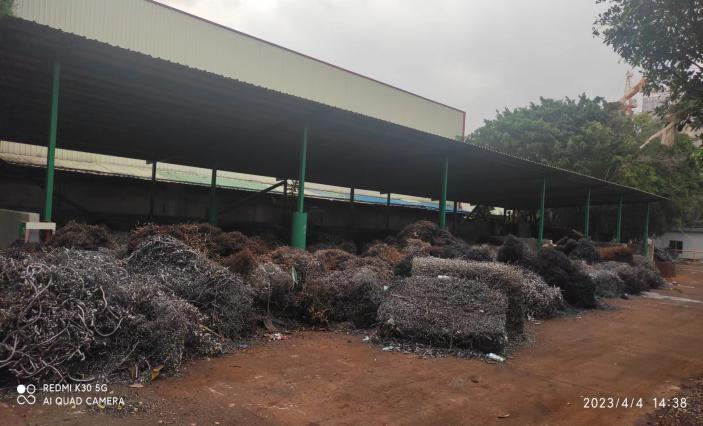 REDMI K30 5G
AI QUAD CAMERA
2023/4/4 14:38